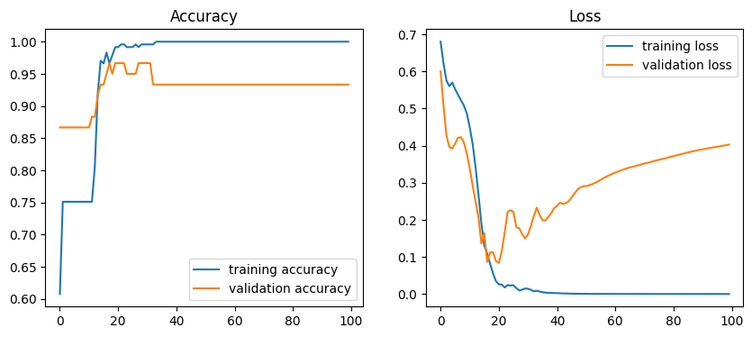 Accuracy
1.00
0.95
0.90
0.85
0.80
0.75
0.70
0.65
0.60
training accuracy
validation accuracy
0 20 40 60 80 100
Loss
0.7
0.6
0.5
0.4
0.3
0.2
0.1
0.0
training loss
validation loss
0 20 40 60 80 100